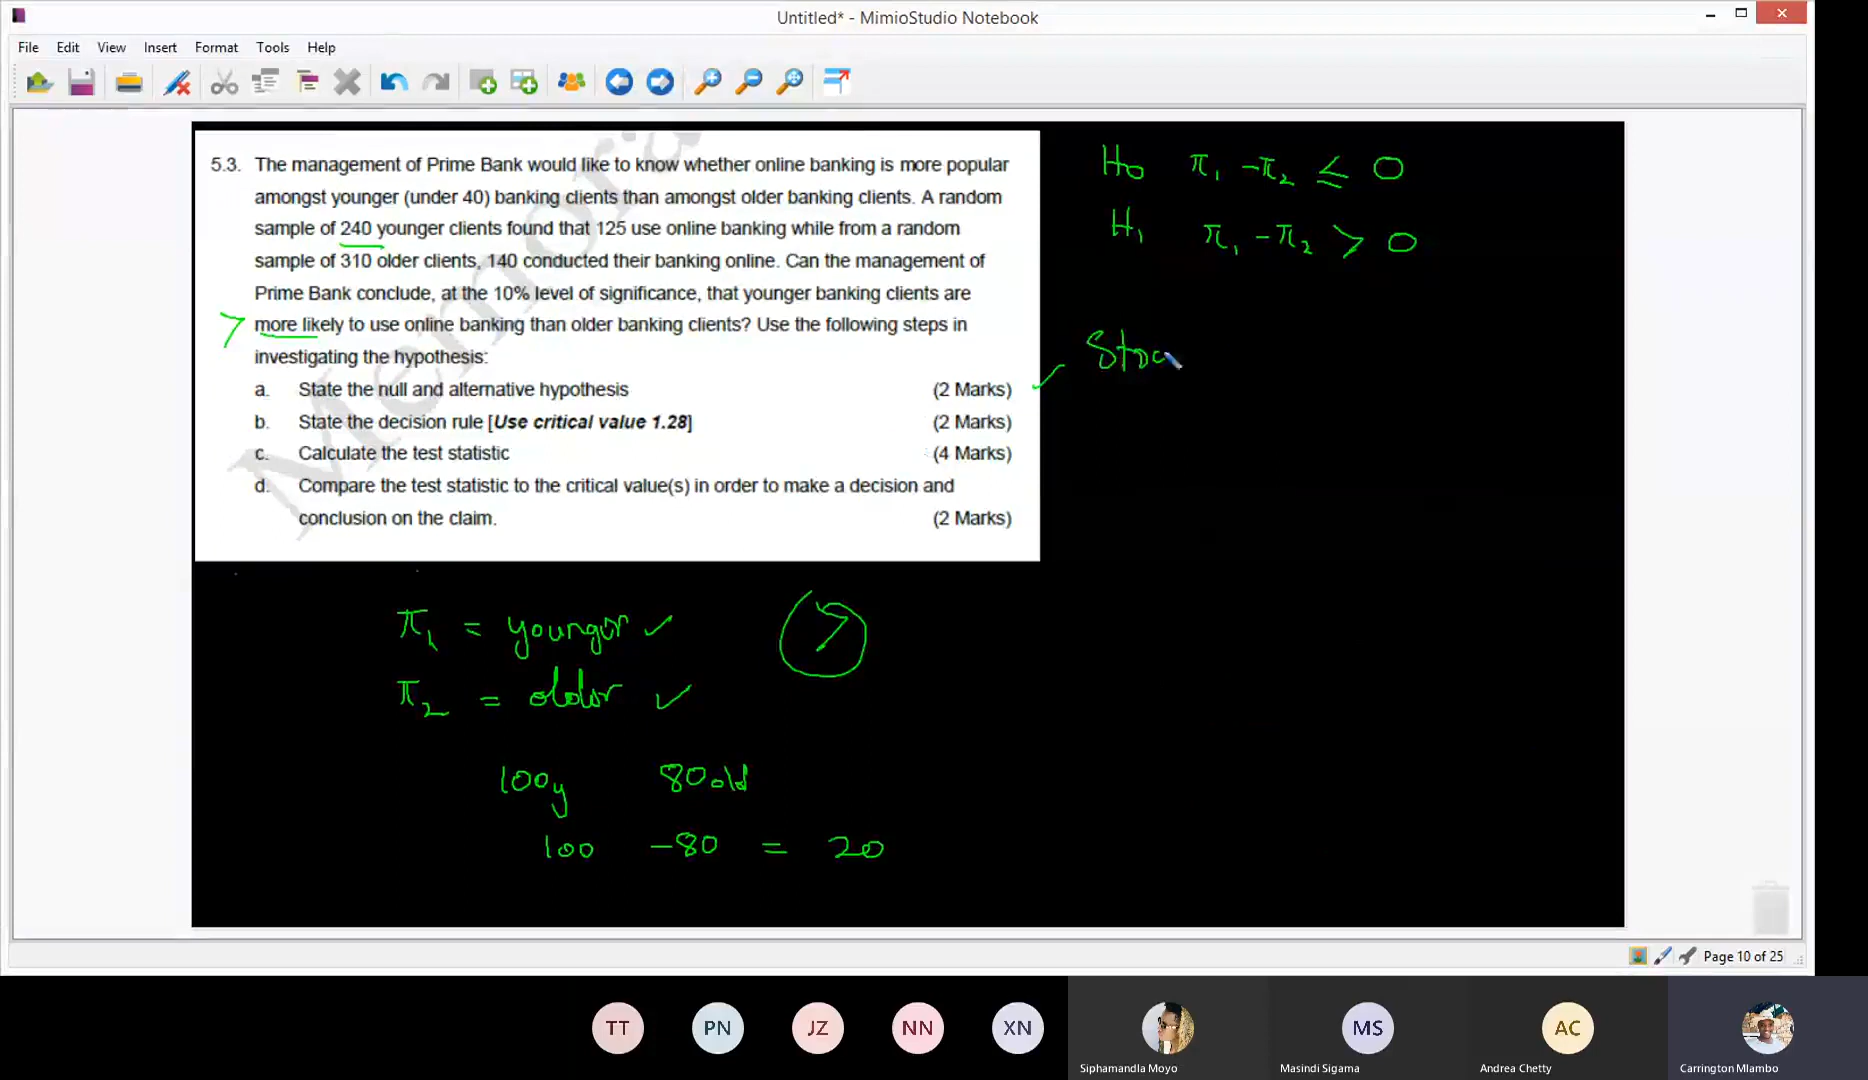 Untitled* - MimioStudio Notebook
File Edit View Insert Format Tools Help
5.3. The management of Prime Bank would like to know whether online banking is more popular
amongst younger (under 40) banking clients than amongst older banking clients. A random
sample of 240 younger clients found that 125 use online banking while from a random
sample of 310 older clients, 140 conducted their banking online. Can the management of
Prime Bank conclude, at the 10% level of significance, that younger banking clients are
> more likely to use online banking than older banking clients? Use the following steps in
investigating the hypothesis:
a. State the null and alternative hypothesis (2 Marks)
b. State the decision rule [Use critical value 1.28] (2 Marks)
c. Calculate the test statistic (4 Marks)
d. Compare the test statistic to the critical value(s) in order to make a decision and
conclusion on the claim. (2 Marks)
H0 π1 - π2 ≤ 0
H1 π1 - π2 > 0
π1 = younger ✓
π2 = older ✓
>
100y 80old
100 - 80 = 20
Page 10 of 25
TT PN JZ NN XN MS AC
Siphamandla Moyo Masindi Sigama Andrea Chetty Carrington Mlambo